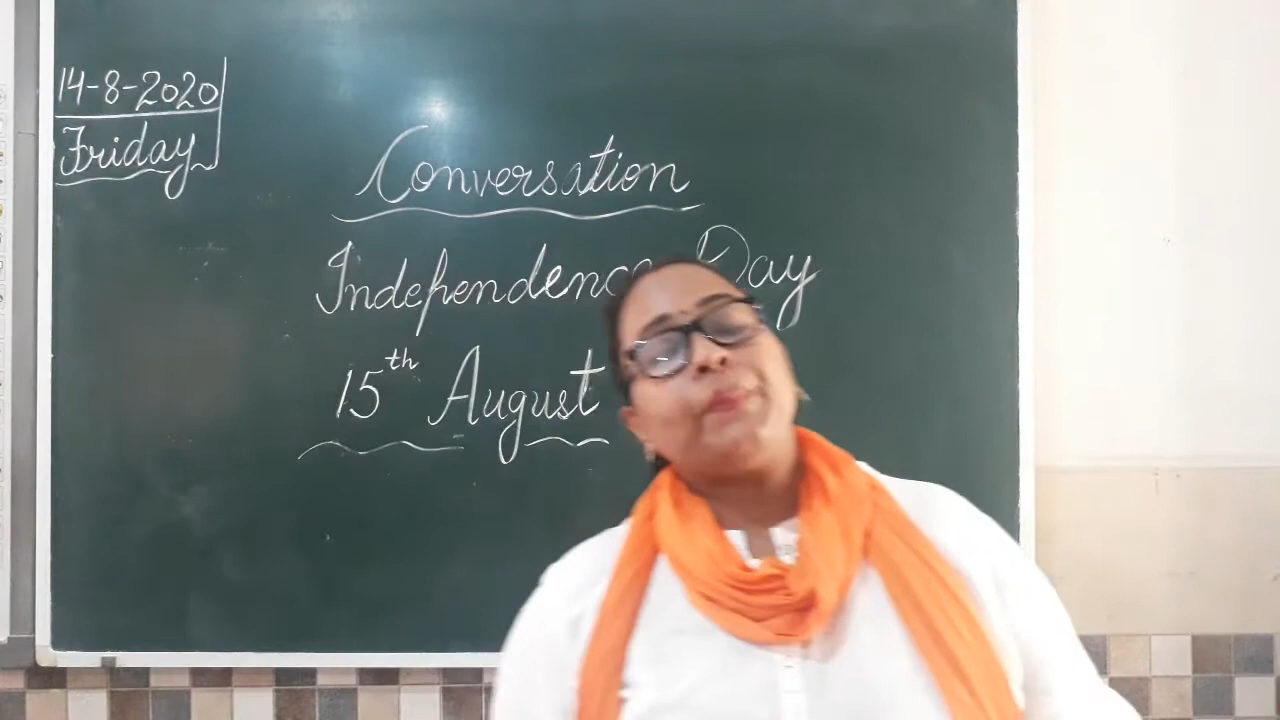 14-8-2020
Friday
Conversation
Independence Day
15th August